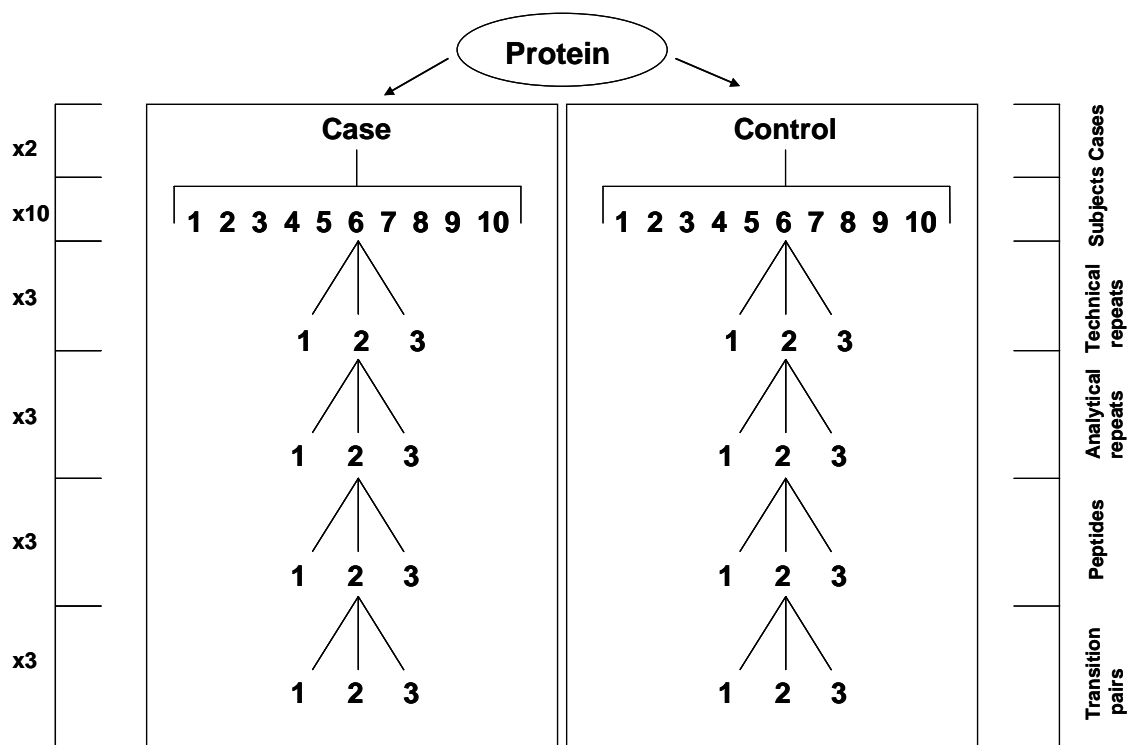 Protein
Case
Control
x2
Cases
x10
1 2 3 4 5 6 7 8 9 10
1 2 3 4 5 6 7 8 9 10
Subjects
x3
1 2 3
1 2 3
Technical
repeats
x3
1 2 3
1 2 3
Analytical
repeats
x3
1 2 3
1 2 3
Peptides
x3
1 2 3
1 2 3
Transition
pairs